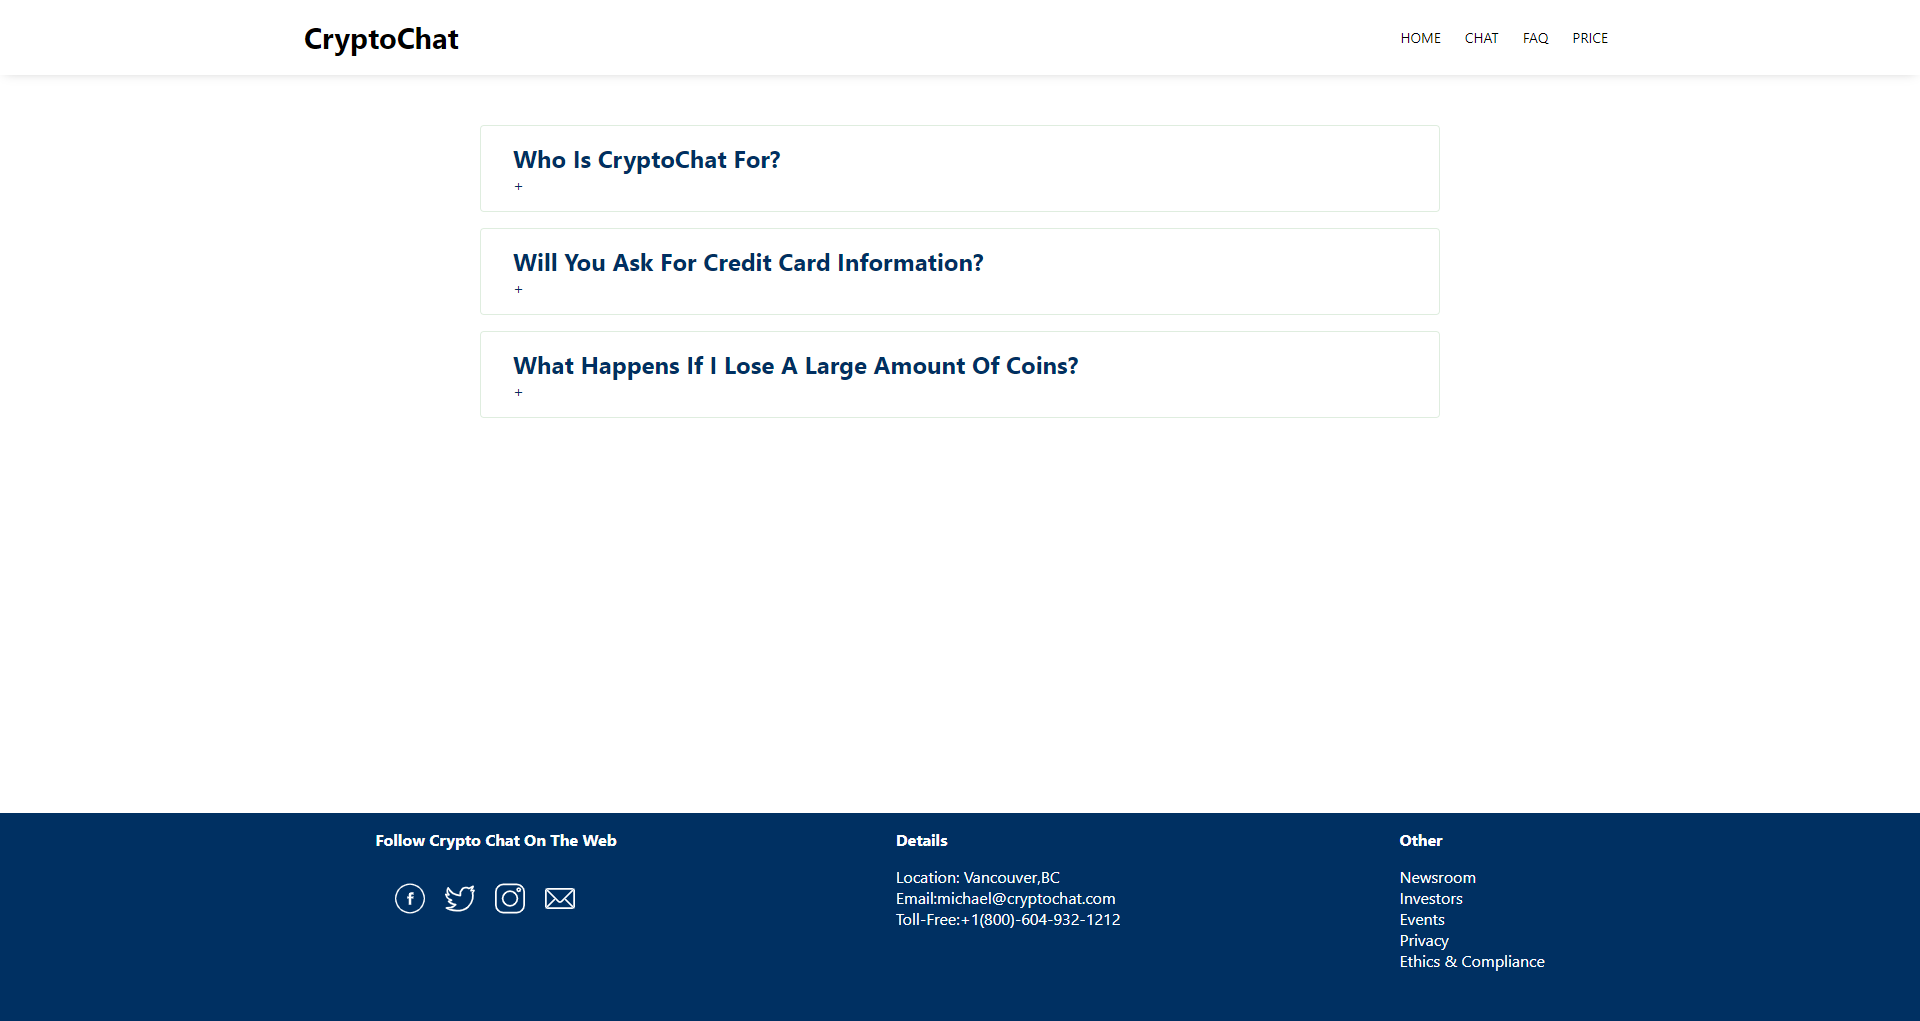 CryptoChat
HOME CHAT FAQ PRICE
Who Is CryptoChat For?
+
Will You Ask For Credit Card Information?
+
What Happens If I Lose A Large Amount Of Coins?
+
Follow Crypto Chat On The Web
Details
Location: Vancouver,BC
Email:michael@cryptochat.com
Toll-Free:+1(800)-604-932-1212
Other
Newsroom
Investors
Events
Privacy
Ethics & Compliance